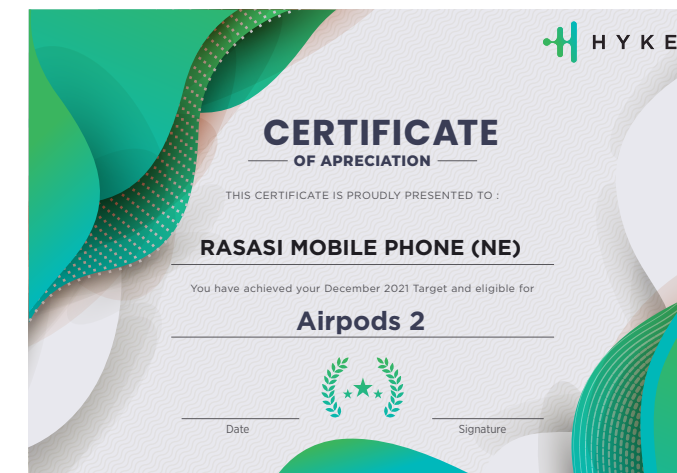 HYKE
CERTIFICATE
OF APRECIATION
THIS CERTIFICATE IS PROUDLY PRESENTED TO :
RASASI MOBILE PHONE (NE)
You have achieved your December 2021 Target and eligible for
Airpods 2
Date
Signature